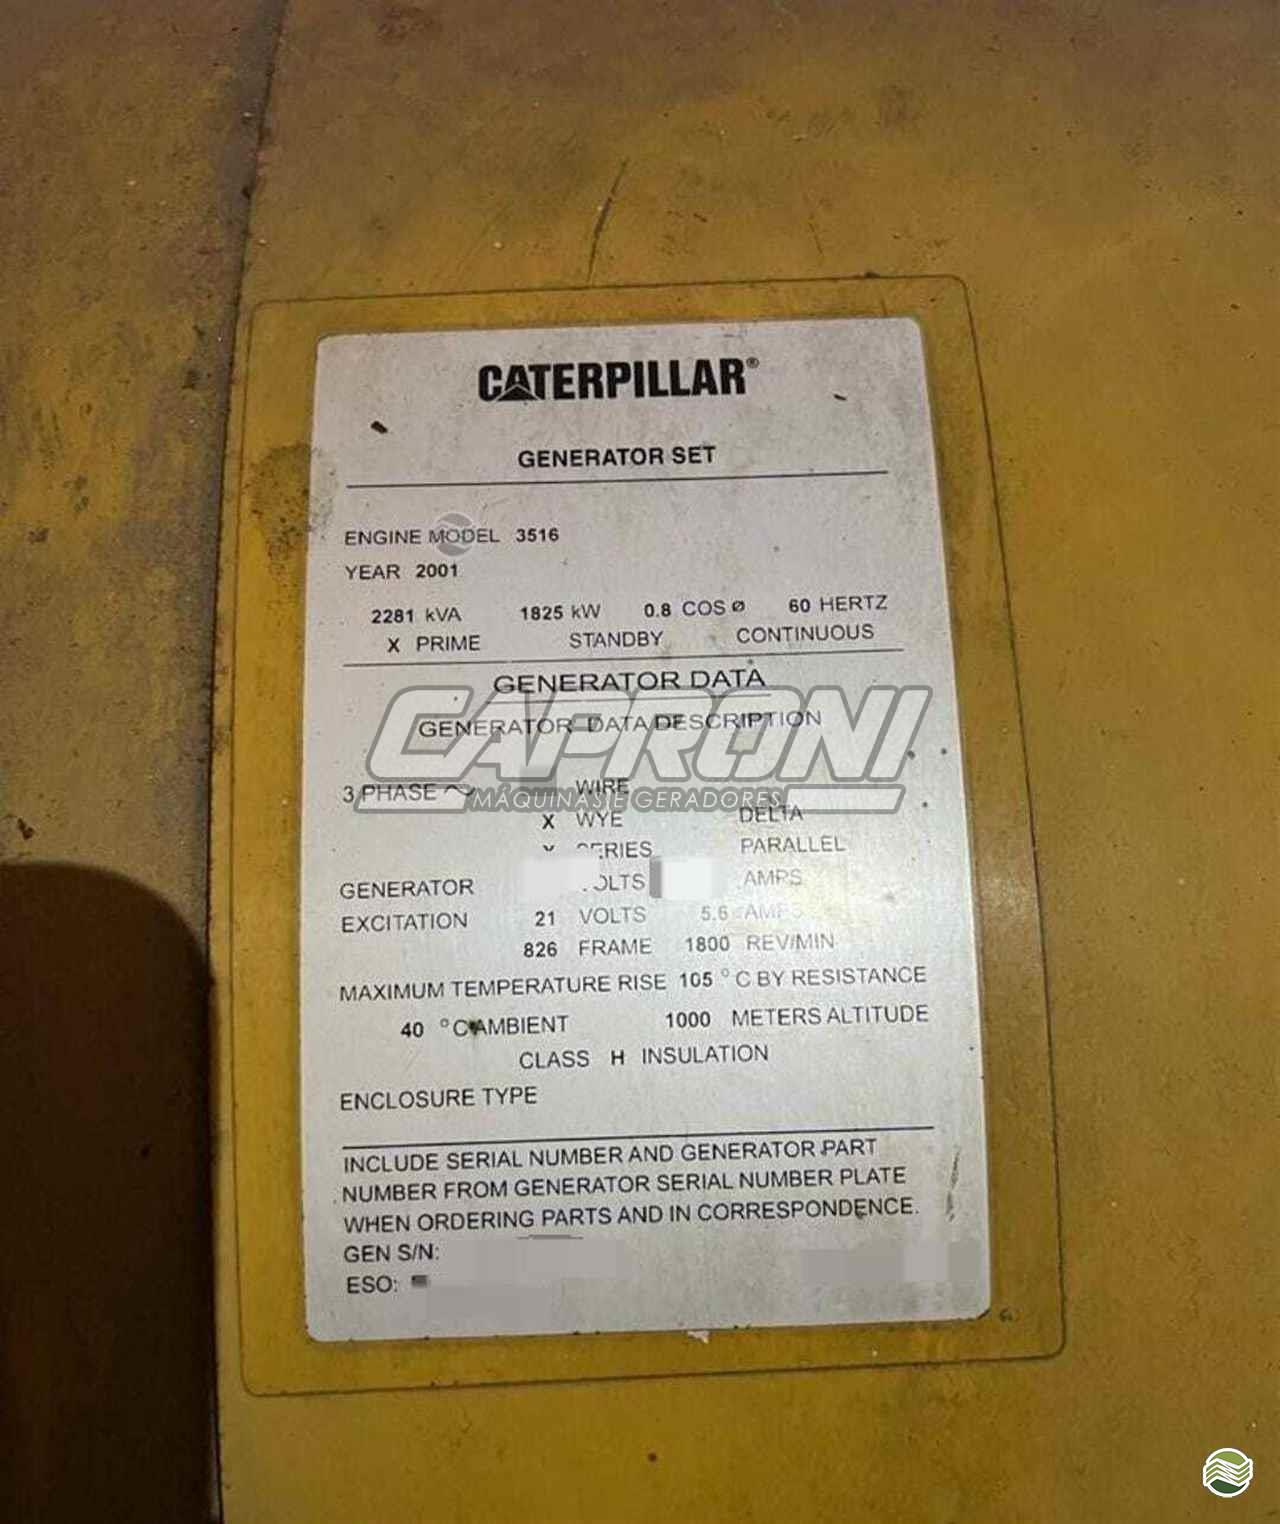 CATERPILLAR®
GENERATOR SET
ENGINE MODEL 3516
YEAR 2001
2281 kVA 1825 kW 0.8 COS Ø 60 HERTZ
X PRIME STANDBY CONTINUOUS
GENERATOR DATA
GENERATOR DATA DESCRIPTION
CAPRONI
MÁQUINAS E GERADORES
3 PHASE ~ WIRE
X WYE DELTA
SERIES PARALLEL
GENERATOR VOLTS AMPS
EXCITATION 21 VOLTS 5.6 AMPS
826 FRAME 1800 REV/MIN
MAXIMUM TEMPERATURE RISE 105 °C BY RESISTANCE
40 °C AMBIENT 1000 METERS ALTITUDE
CLASS H INSULATION
ENCLOSURE TYPE
INCLUDE SERIAL NUMBER AND GENERATOR PART
NUMBER FROM GENERATOR SERIAL NUMBER PLATE
WHEN ORDERING PARTS AND IN CORRESPONDENCE.
GEN S/N:
ESO: